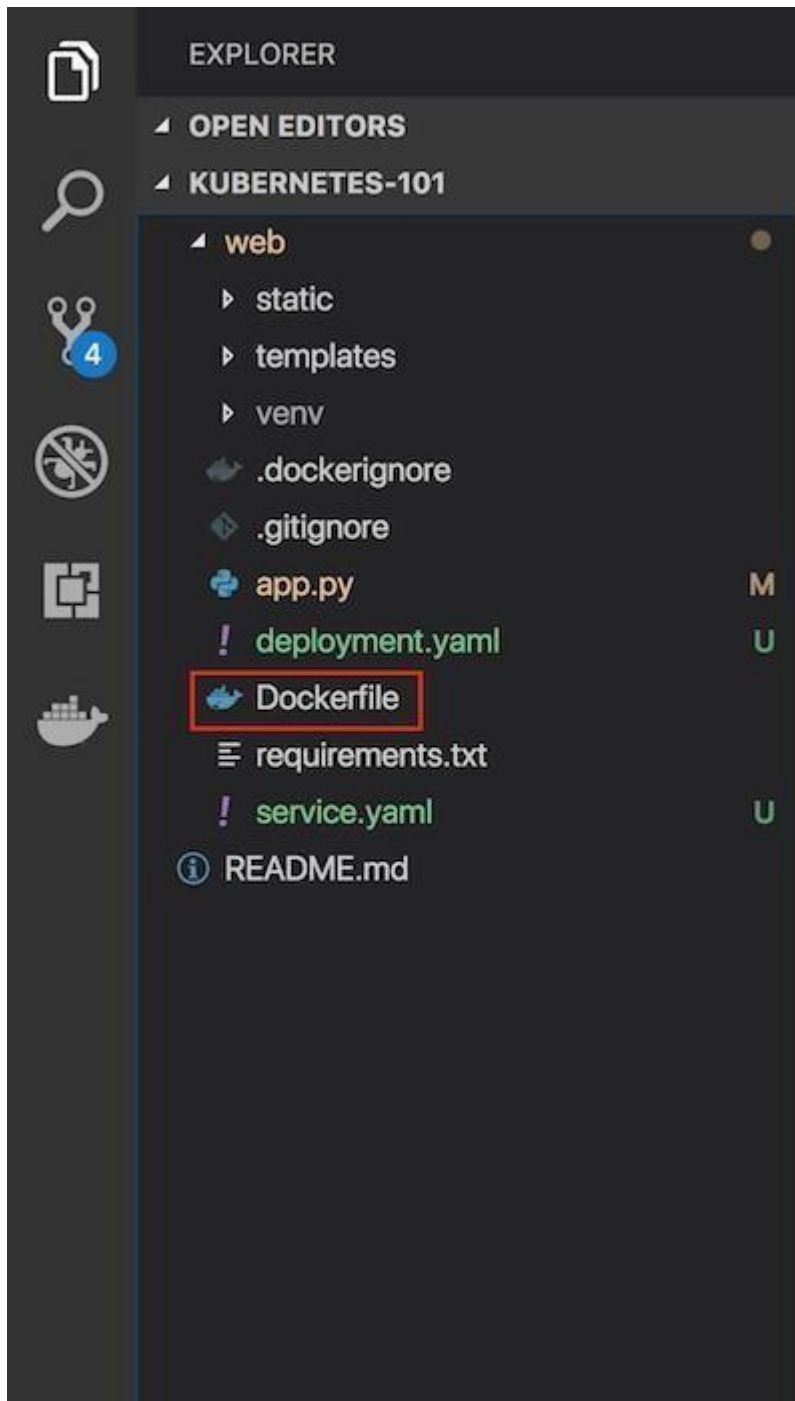 EXPLORER
OPEN EDITORS
KUBERNETES-101
web
static
templates
4
venv
.dockerignore
.gitignore
app.py M
deployment.yaml U
Dockerfile
requirements.txt
service.yaml U
README.md